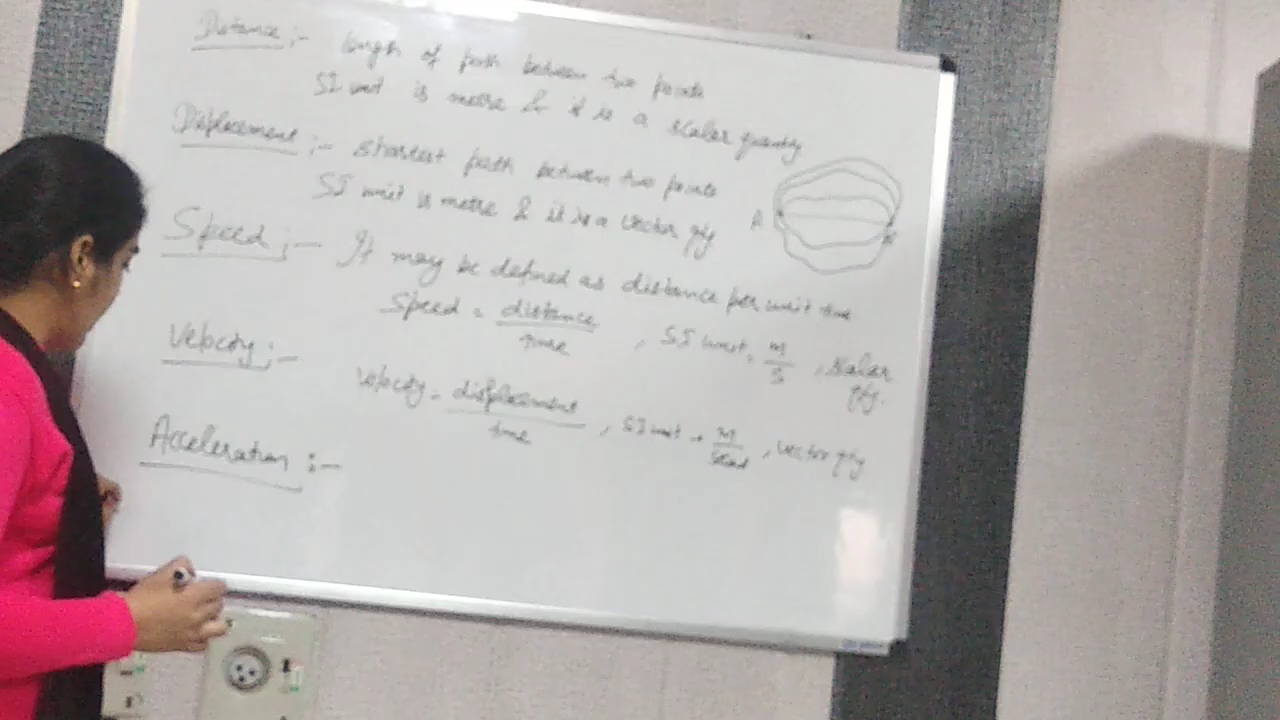 Distance :- length of path between two points
SI unit is metre & it is a scalar quantity
Displacement :- shortest path between two points
SI unit is metre & it is a vector qty
A
Speed :- It may be defined as distance per unit time
Speed = distance / time , SI unit = m / s , scalar qty.
Velocity :-
Velocity = displacement / time , SI unit → m / , vector qty
Acceleration :-